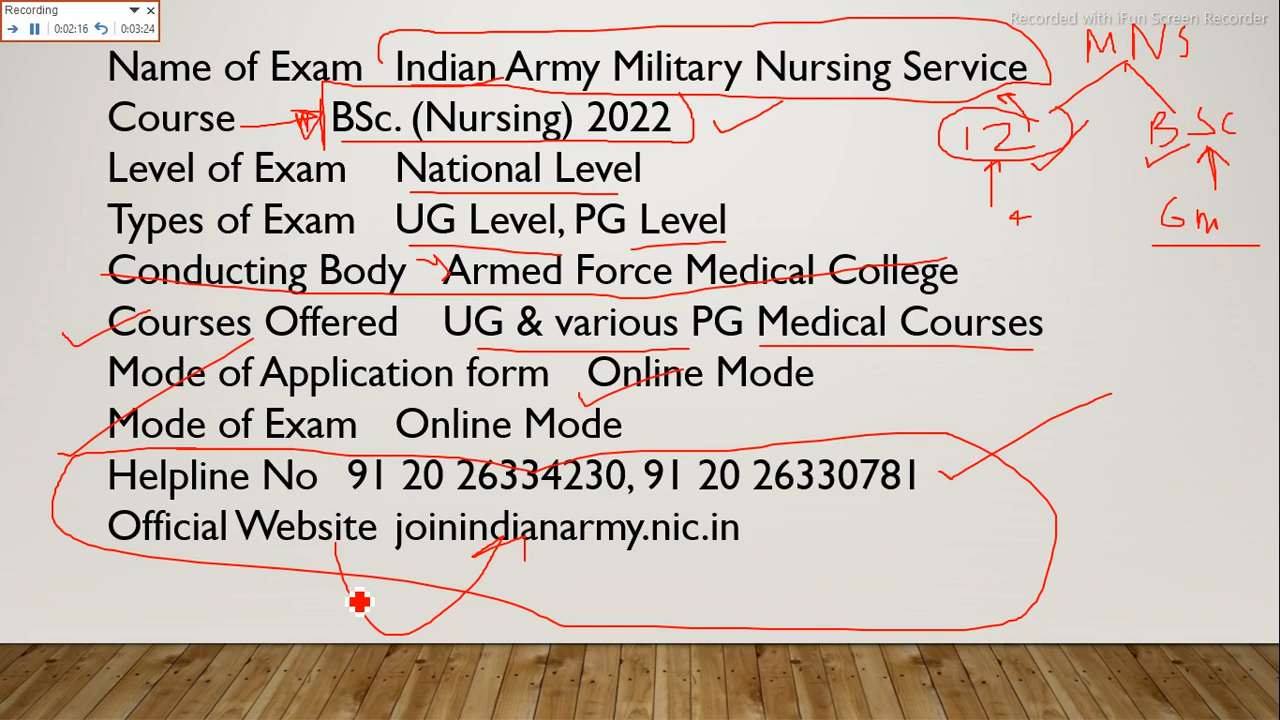 Recording
0:02:16 0:03:24
Recorded with iFun Screen Recorder
Name of Exam Indian Army Military Nursing Service
MNS
Course BSc. (Nursing) 2022
12
BSC
Level of Exam National Level
Types of Exam UG Level, PG Level
+
Gm
Conducting Body Armed Force Medical College
Courses Offered UG & various PG Medical Courses
Mode of Application form Online Mode
Mode of Exam Online Mode
Helpline No 91 20 26334230, 91 20 26330781
Official Website joinindianarmy.nic.in